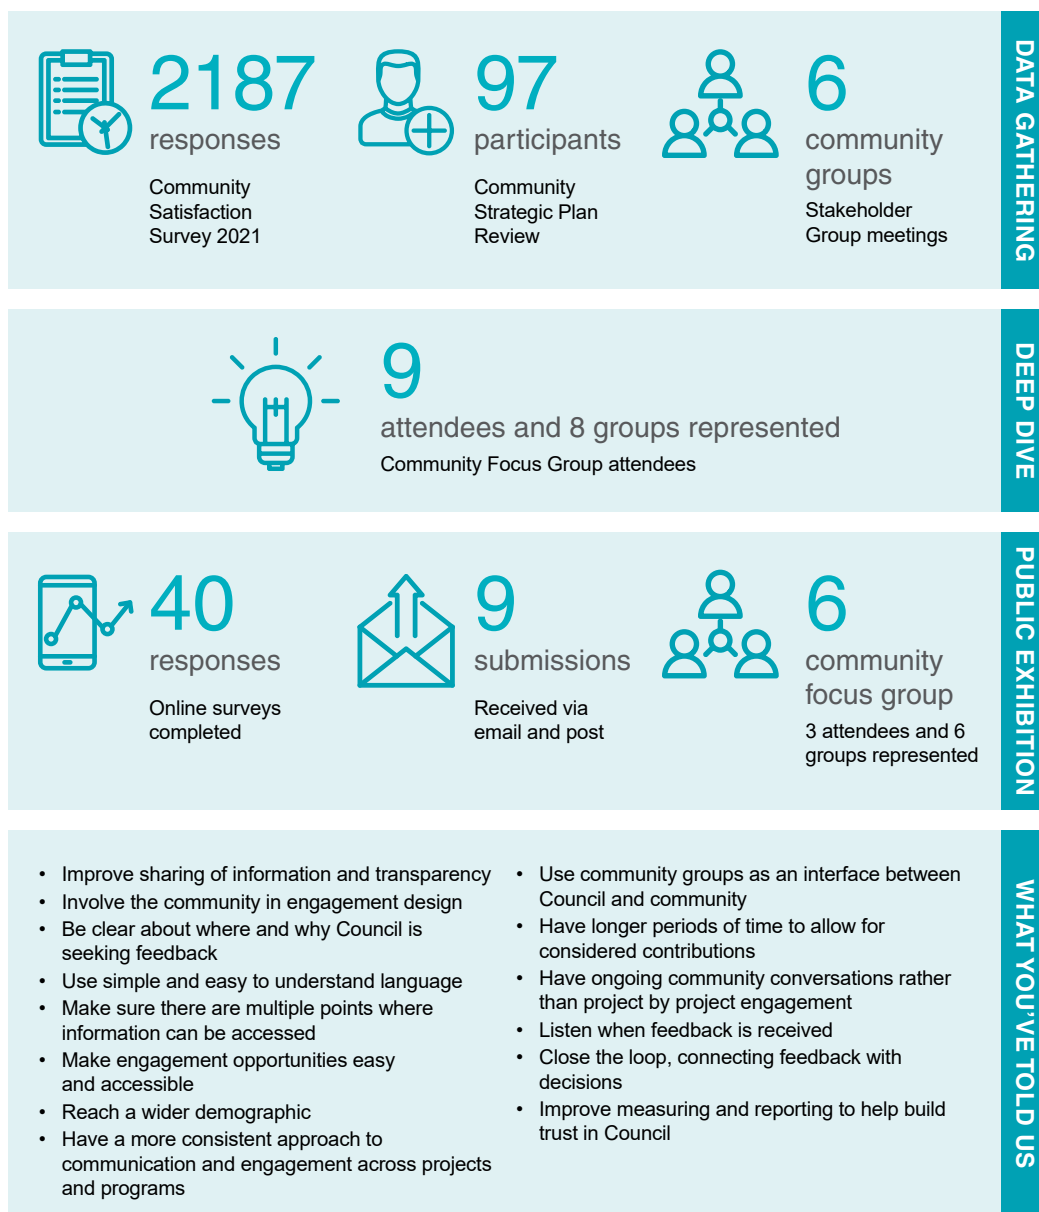 DATA GATHERING
2187
responses
Community
Satisfaction
Survey 2021
97
participants
Community
Strategic Plan
Review
6
community
groups
Stakeholder
Group meetings
DEEP DIVE
9
attendees and 8 groups represented
Community Focus Group attendees
PUBLIC EXHIBITION
40
responses
Online surveys
completed
9
submissions
Received via
email and post
6
community
focus group
3 attendees and 6
groups represented
WHAT YOU'VE TOLD US
• Improve sharing of information and transparency
• Involve the community in engagement design
• Be clear about where and why Council is
seeking feedback
• Use simple and easy to understand language
• Make sure there are multiple points where
information can be accessed
• Make engagement opportunities easy
and accessible
• Reach a wider demographic
• Have a more consistent approach to
communication and engagement across projects
and programs
• Use community groups as an interface between
Council and community
• Have longer periods of time to allow for
considered contributions
• Have ongoing community conversations rather
than project by project engagement
• Listen when feedback is received
• Close the loop, connecting feedback with
decisions
• Improve measuring and reporting to help build
trust in Council